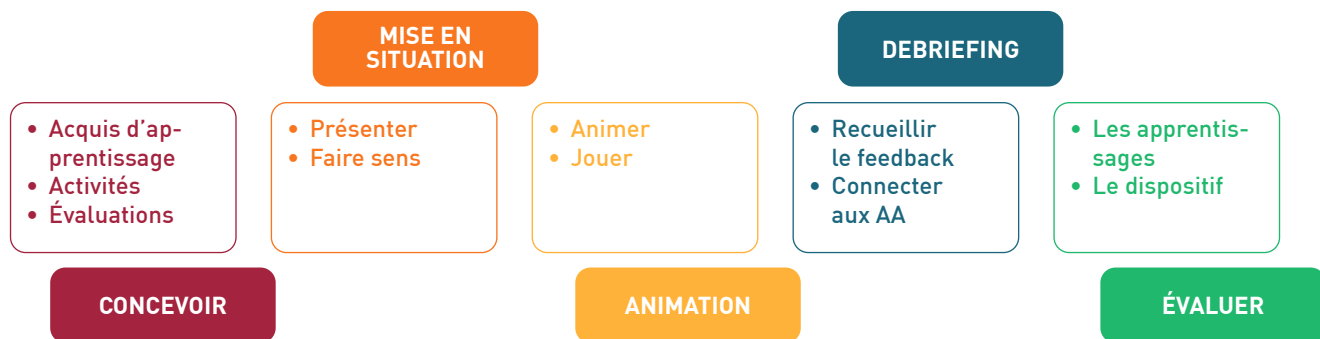 MISE EN
SITUATION
DEBRIEFING
• Acquis d'ap-
prentissage
• Activités
• Évaluations
• Présenter
• Faire sens
• Animer
• Jouer
• Recueillir
le feedback
• Connecter
aux AA
• Les apprentis-
sages
• Le dispositif
CONCEVOIR
ANIMATION
ÉVALUER